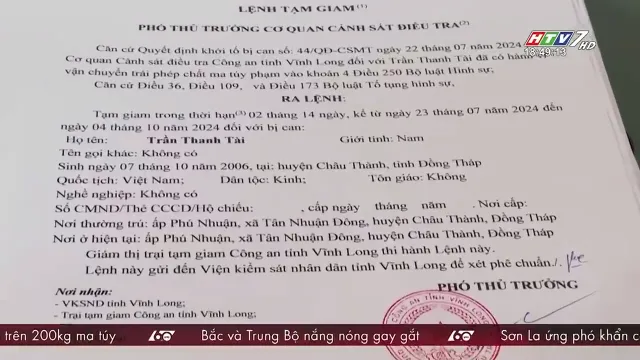 LỆNH TẠM GIAM(1)
PHÓ THỦ TRƯỞNG CƠ QUAN CẢNH SÁT ĐIỀU TRA(2)
HTV7 HD
Căn cứ Quyết định khởi tố bị can số: 44/QĐ-CSMT ngày 22 tháng 07 năm 2024
Cơ quan Cảnh sát điều tra Công an tỉnh Vĩnh Long đối với Trần Thanh Tài đã có hành
vận chuyển trái phép chất ma túy phạm vào khoản 4 Điều 250 Bộ luật Hình sự;
Căn cứ Điều 36, Điều 109, và Điều 173 Bộ luật Tố tụng hình sự.
RA LỆNH:
Tạm giam trong thời hạn(3) 02 tháng 14 ngày, kể từ ngày 23 tháng 07 năm 2024 đến
ngày 04 tháng 10 năm 2024 đối với bị can:
Họ tên: Trần Thanh Tài Giới tính: Nam
Tên gọi khác: Không có
Sinh ngày 07 tháng 10 năm 2006, tại: huyện Châu Thành, tỉnh Đồng Tháp
Quốc tịch: Việt Nam; Dân tộc: Kinh; Tôn giáo: Không
Nghề nghiệp: Không có
Số CMND/Thẻ CCCD/Hộ chiếu: , cấp ngày tháng năm . Nơi cấp:
Nơi thường trú: ấp Phú Nhuận, xã Tân Nhuận Đông, huyện Châu Thành, Đồng Tháp
Nơi ở hiện tại: ấp Phú Nhuận, xã Tân Nhuận Đông, huyện Châu Thành, Đồng Tháp
Giám thị trại tạm giam Công an tỉnh Vĩnh Long thi hành Lệnh này.
Lệnh này gửi đến Viện kiểm sát nhân dân tỉnh Vĩnh Long để xét phê chuẩn./.
Nơi nhận:
PHÓ THỦ TRƯỞNG
- VKSND tỉnh Vĩnh Long;
- Trại tạm giam Công an tỉnh Vĩnh Long;
CÔNG AN TỈNH VĨNH LONG
trên 200kg ma túy 60 Bắc và Trung Bộ nắng nóng gay gắt 60 Sơn La ứng phó khẩn c